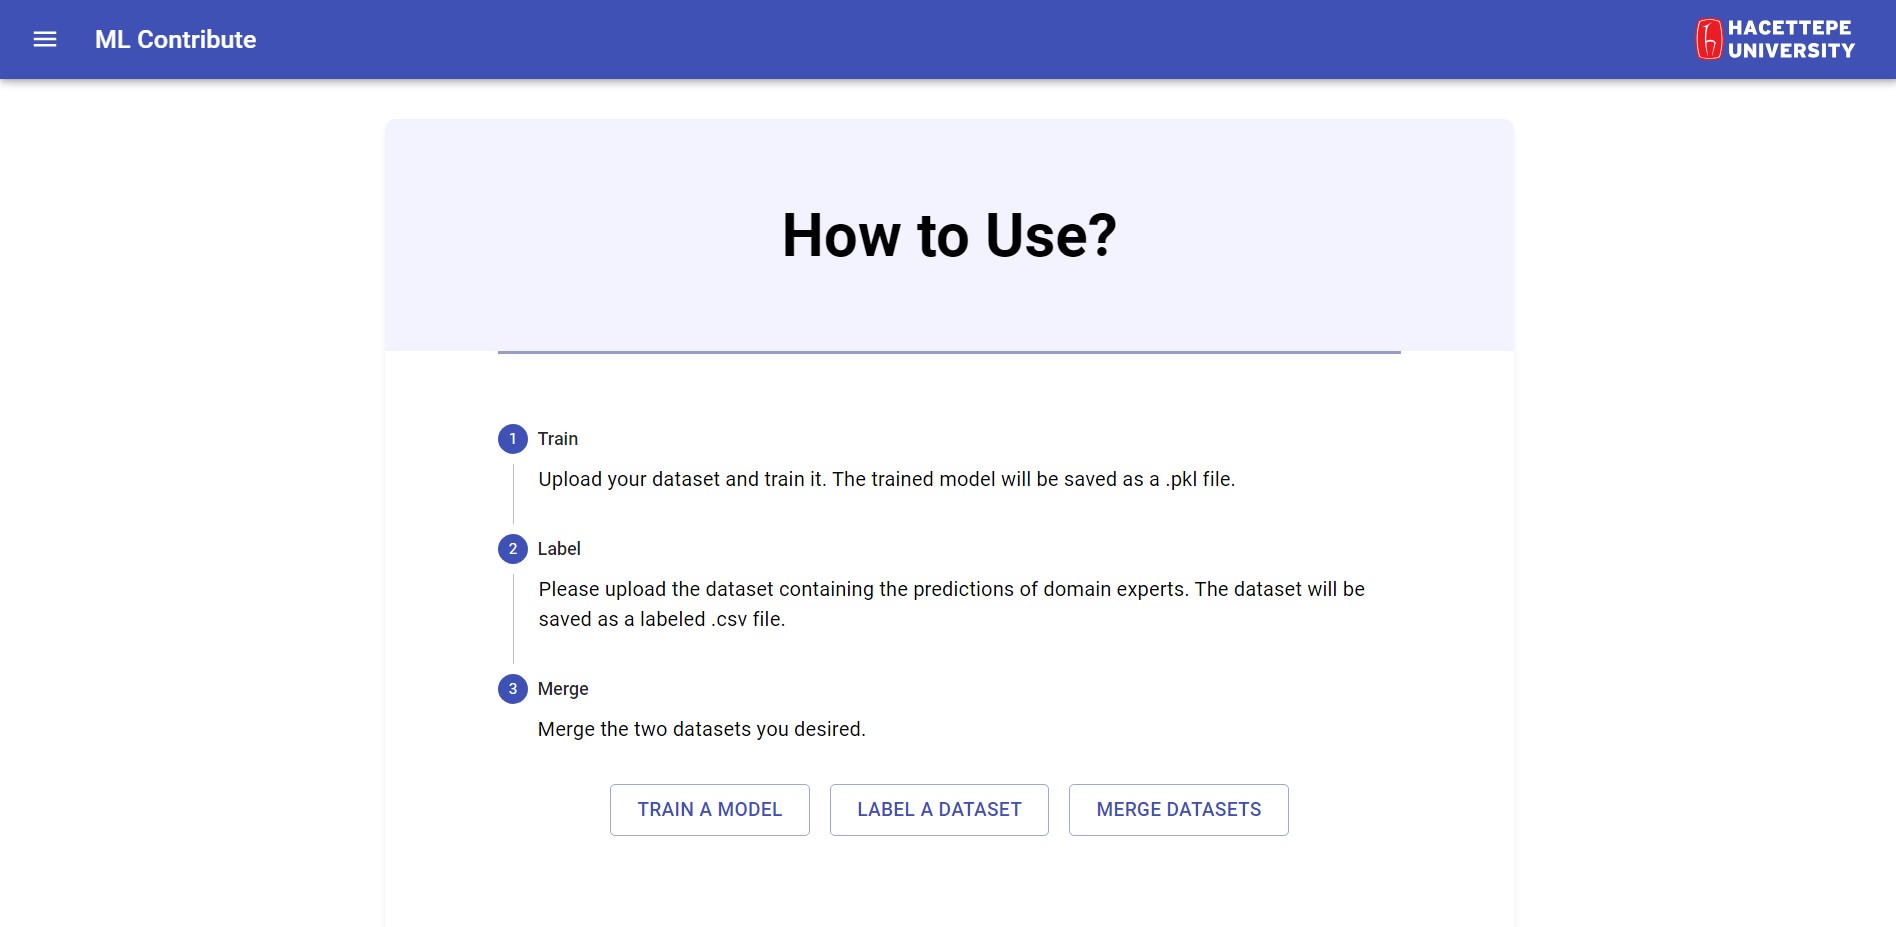 ML Contribute
HACETTEPE
UNIVERSITY
How to Use?
1 Train
Upload your dataset and train it. The trained model will be saved as a .pkl file.
2 Label
Please upload the dataset containing the predictions of domain experts. The dataset will be
saved as a labeled .csv file.
3 Merge
Merge the two datasets you desired.
TRAIN A MODEL
LABEL A DATASET
MERGE DATASETS